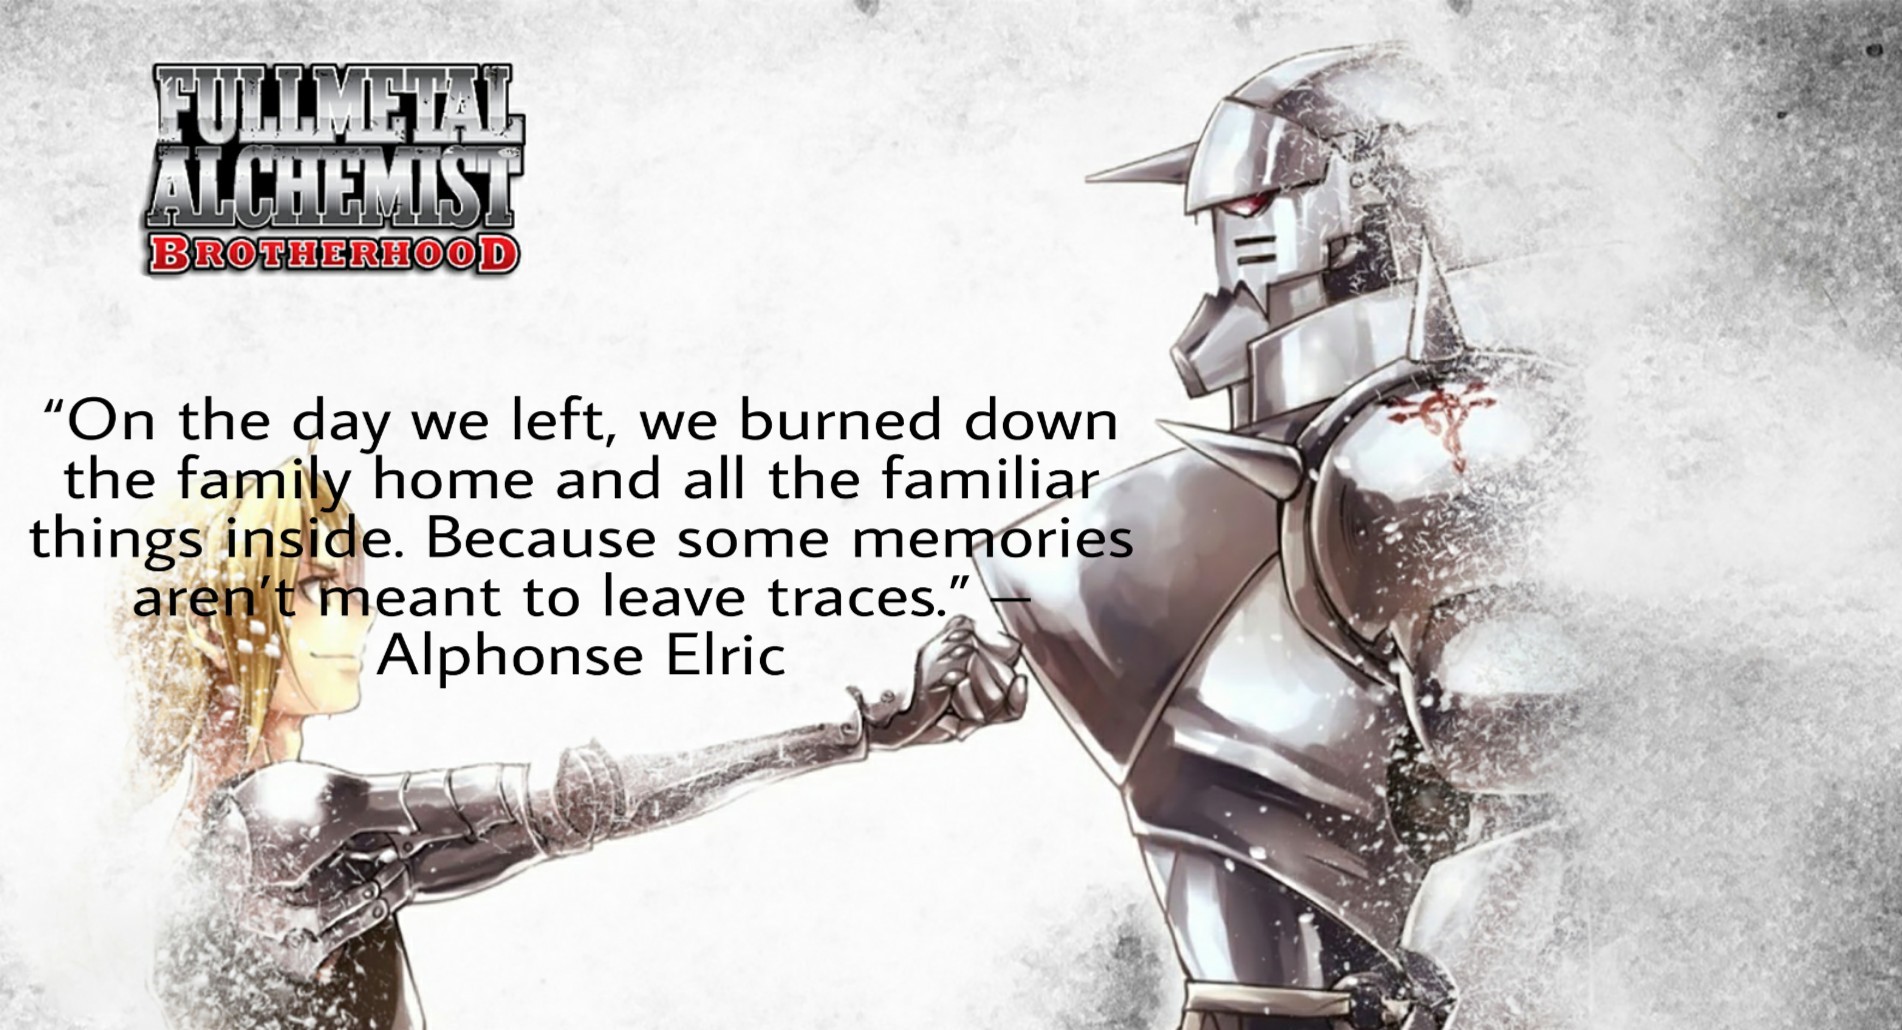 FULLMETAL
ALCHEMIST
BROTHERHOOD
“On the day we left, we burned down
the family home and all the familiar
things inside. Because some memories
aren’t meant to leave traces.” —
Alphonse Elric